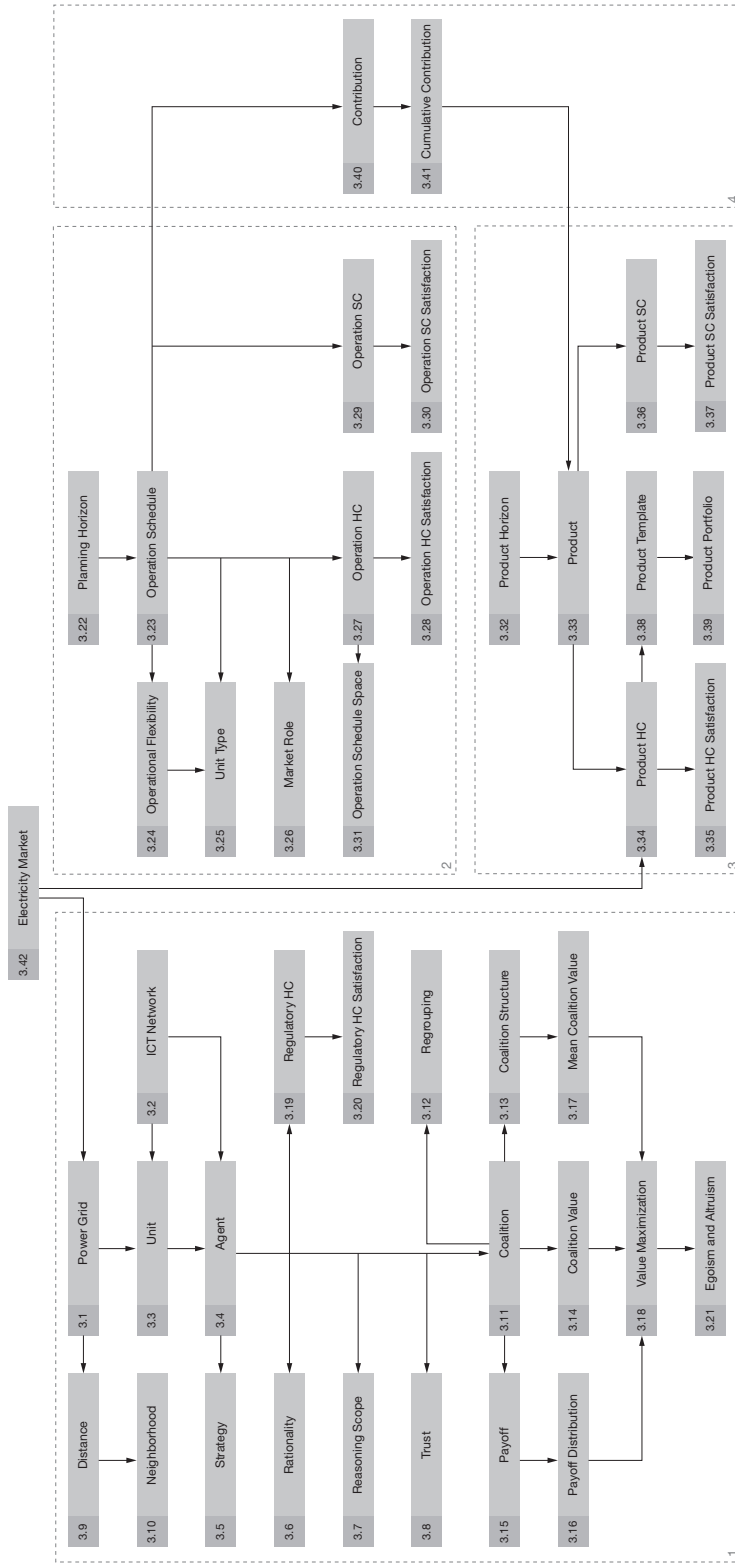 3.42 Electricity Market
1
3.9 Distance
3.1 Power Grid
3.10 Neighborhood
3.3 Unit
3.2 ICT Network
3.5 Strategy
3.4 Agent
3.6 Rationality
3.19 Regulatory HC
3.7 Reasoning Scope
3.20 Regulatory HC Satisfaction
3.8 Trust
3.12 Regrouping
3.15 Payoff
3.11 Coalition
3.13 Coalition Structure
3.16 Payoff Distribution
3.14 Coalition Value
3.17 Mean Coalition Value
3.18 Value Maximization
3.21 Egoism and Altruism
2
3.22 Planning Horizon
3.24 Operational Flexibility
3.23 Operation Schedule
3.25 Unit Type
3.26 Market Role
3.31 Operation Schedule Space
3.27 Operation HC
3.29 Operation SC
3.28 Operation HC Satisfaction
3.30 Operation SC Satisfaction
3
3.32 Product Horizon
3.33 Product
3.34 Product HC
3.38 Product Template
3.36 Product SC
3.35 Product HC Satisfaction
3.39 Product Portfolio
3.37 Product SC Satisfaction
4
3.40 Contribution
3.41 Cumulative Contribution